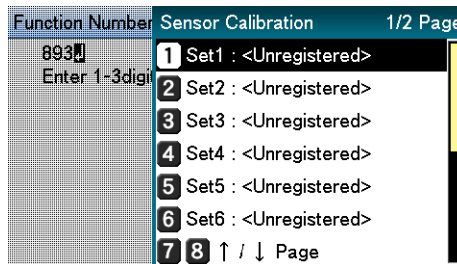 Function Number
893
Enter 1-3digi
Sensor Calibration 1/2 Page
1 Set1 : <Unregistered>
2 Set2 : <Unregistered>
3 Set3 : <Unregistered>
4 Set4 : <Unregistered>
5 Set5 : <Unregistered>
6 Set6 : <Unregistered>
7 8 ↑ / ↓ Page